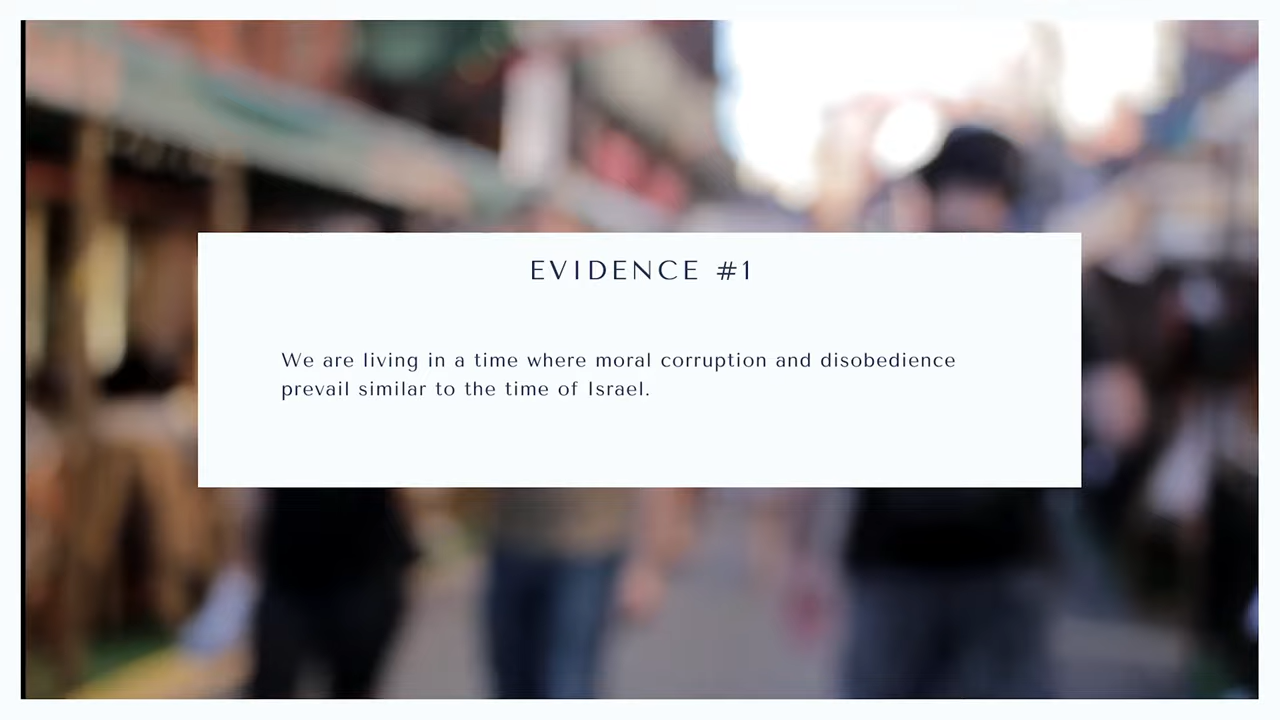 EVIDENCE #1
We are living in a time where moral corruption and disobedience
prevail similar to the time of Israel.